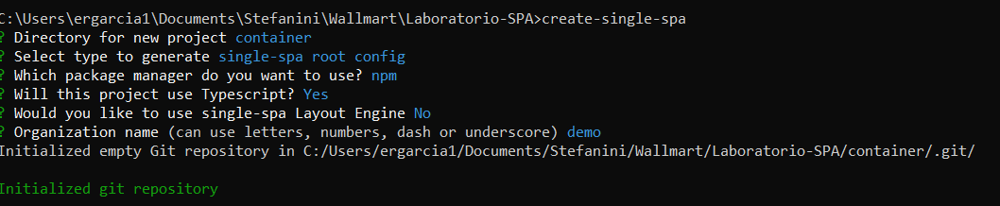 C:\Users\ergarcia1\Documents\Stefanini\Wallmart\Laboratorio-SPA>create-single-spa
? Directory for new project container
? Select type to generate single-spa root config
? Which package manager do you want to use? npm
? Will this project use Typescript? Yes
? Would you like to use single-spa Layout Engine No
? Organization name (can use letters, numbers, dash or underscore) demo
Initialized empty Git repository in C:/Users/ergarcia1/Documents/Stefanini/Wallmart/Laboratorio-SPA/container/.git/
Initialized git repository